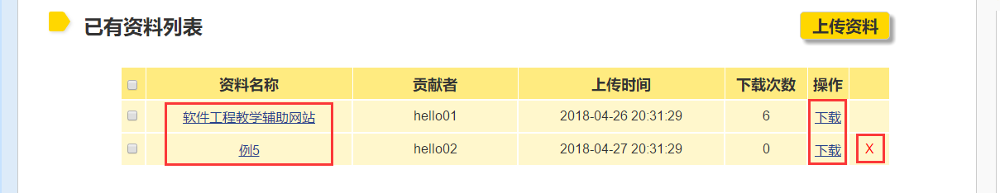 已有资料列表 上传资料
资料名称 贡献者 上传时间 下载次数 操作
软件工程教学辅助网站 hello01 2018-04-26 20:31:29 6 下载
例5 hello02 2018-04-27 20:31:29 0 下载 X